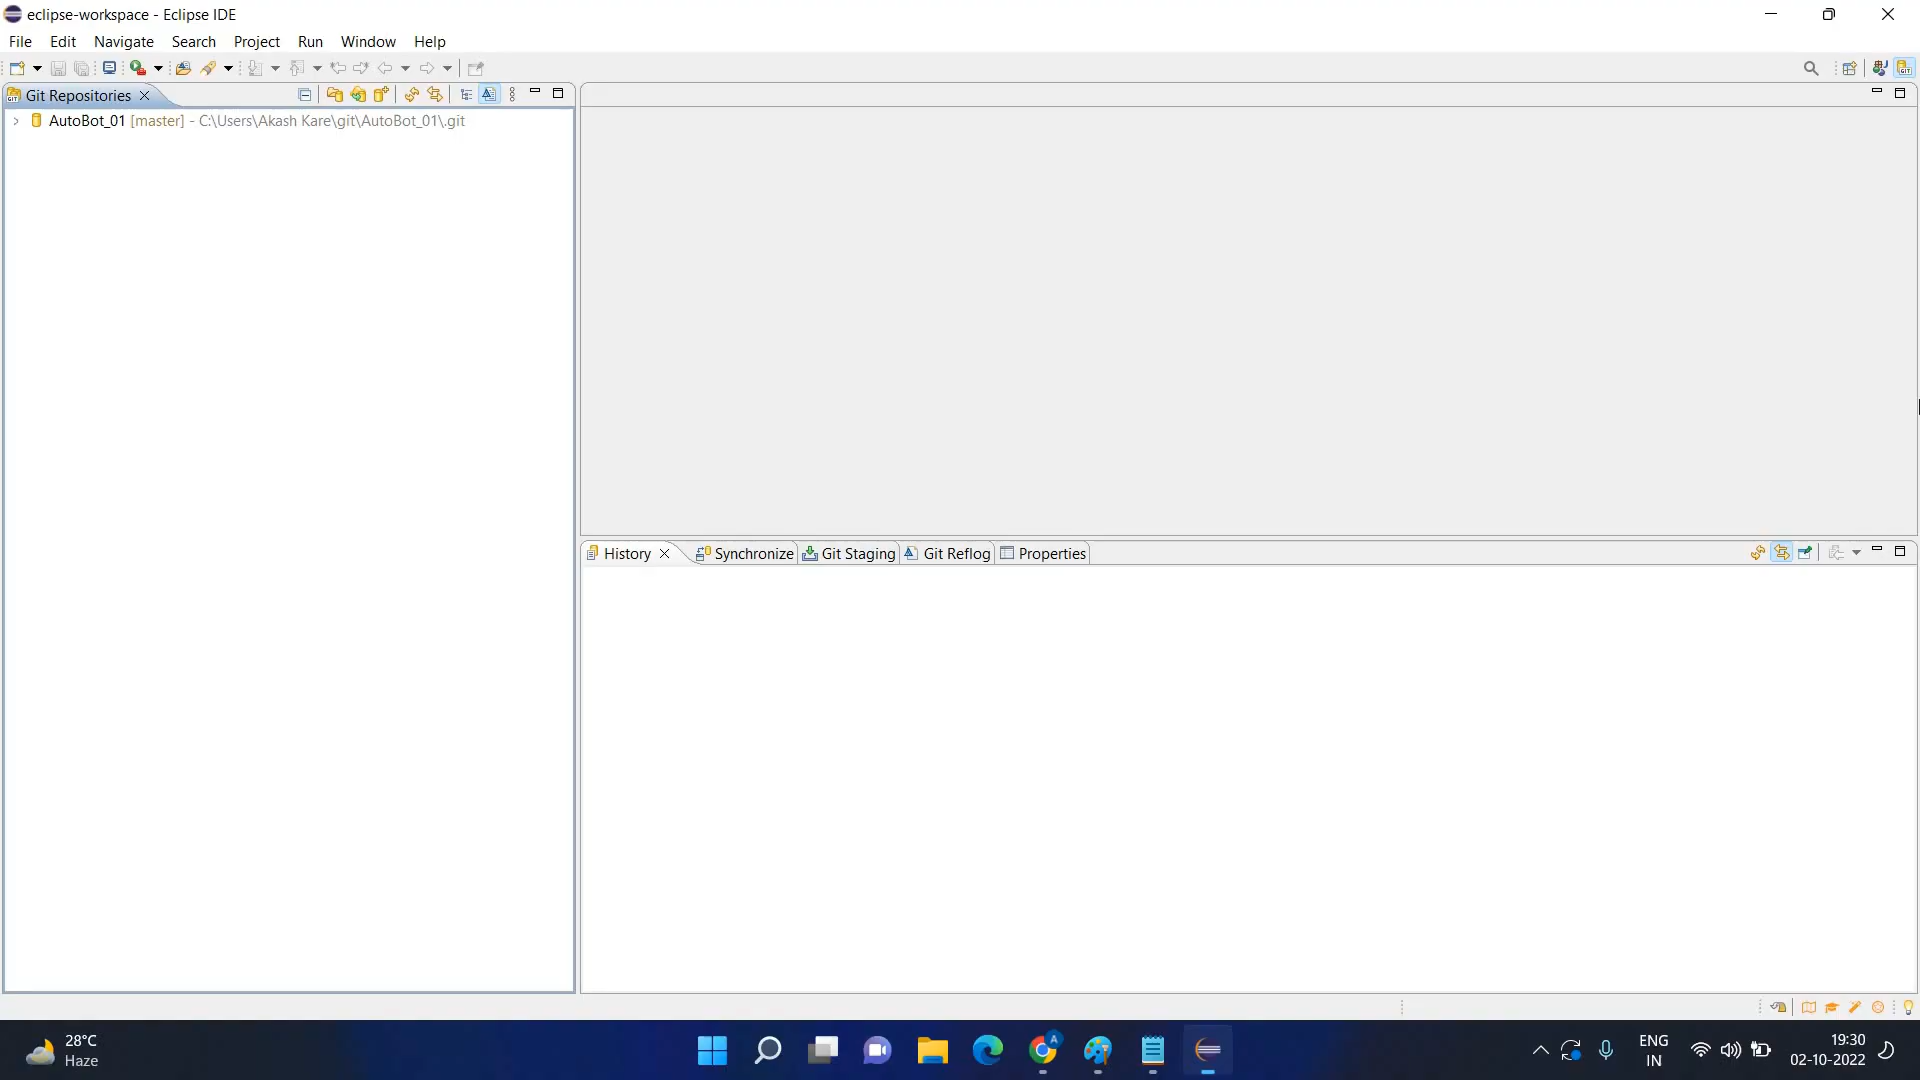 eclipse-workspace - Eclipse IDE
File Edit Navigate Search Project Run Window Help
Git Repositories
AutoBot_01 [master] - C:\Users\Akash Kare\git\AutoBot_01\.git
History Synchronize Git Staging Git Reflog Properties
28°C
Haze
ENG
IN
19:30
02-10-2022